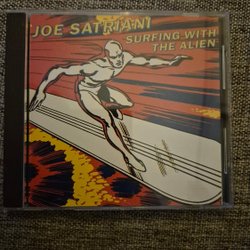 JOE SATRIANI
SURFING WITH
THE ALIEN